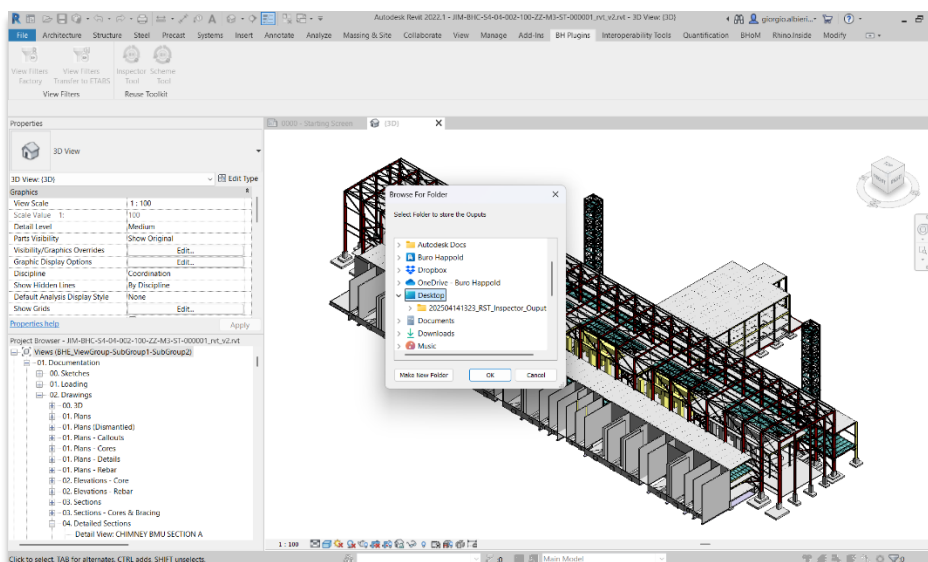 Autodesk Revit 2022.1 - JIM-BHC-S4-04-002-100-ZZ-M3-ST-000001_rvt_v2.rvt - 3D View: {3D}
giorgio.albieri...
File Architecture Structure Steel Precast Systems Insert Annotate Analyze Massing & Site Collaborate View Manage Add-Ins BH Plugins Interoperability Tools Quantification BHoM Rhino.Inside Modify
View Filters View Filters Inspector Scheme
Factory Transfer to ETABS Tool Tool
View Filters Reuse Toolkit
Properties
0000 - Starting Screen
{3D}
3D View
3D View: {3D}
Edit Type
Graphics
View Scale 1 : 100
Scale Value 1: 100
Detail Level Medium
Parts Visibility Show Original
Visibility/Graphics Overrides Edit...
Graphic Display Options Edit...
Discipline Coordination
Show Hidden Lines By Discipline
Default Analysis Display Style None
Show Grids Edit...
Properties help Apply
Project Browser - JIM-BHC-S4-04-002-100-ZZ-M3-ST-000001_rvt_v2.rvt
Views (BHE_ViewGroup-SubGroup1-SubGroup2)
01. Documentation
00. Sketches
01. Loading
02. Drawings
00. 3D
01. Plans
01. Plans (Dismantled)
01. Plans - Callouts
01. Plans - Cores
01. Plans - Details
01. Plans - Rebar
02. Elevations - Core
02. Elevations - Rebar
03. Sections
03. Sections - Cores & Bracing
04. Detailed Sections
Detail View: CHIMNEY BMU SECTION A
Browse For Folder
Select Folder to store the Ouputs
Autodesk Docs
Buro Happold
Dropbox
OneDrive - Buro Happold
Desktop
202504141323_RST_Inspector_Ouput
Documents
Downloads
Music
Make New Folder OK Cancel
1 : 100
Click to select, TAB for alternates, CTRL adds, SHIFT unselects.
:0
Main Model